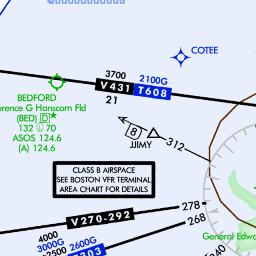 COTEE
3700
2100G
V431
T608
21
BEDFORD
rence G Hanscom Fld
(BED) D
132 70
ASOS 124.6
(A) 124.6
8
JJIMY
312
CLASS B AIRSPACE
SEE BOSTON VFR TERMINAL
AREA CHART FOR DETAILS
278
V270-292
268
4000
3000G
2600G
General Edw